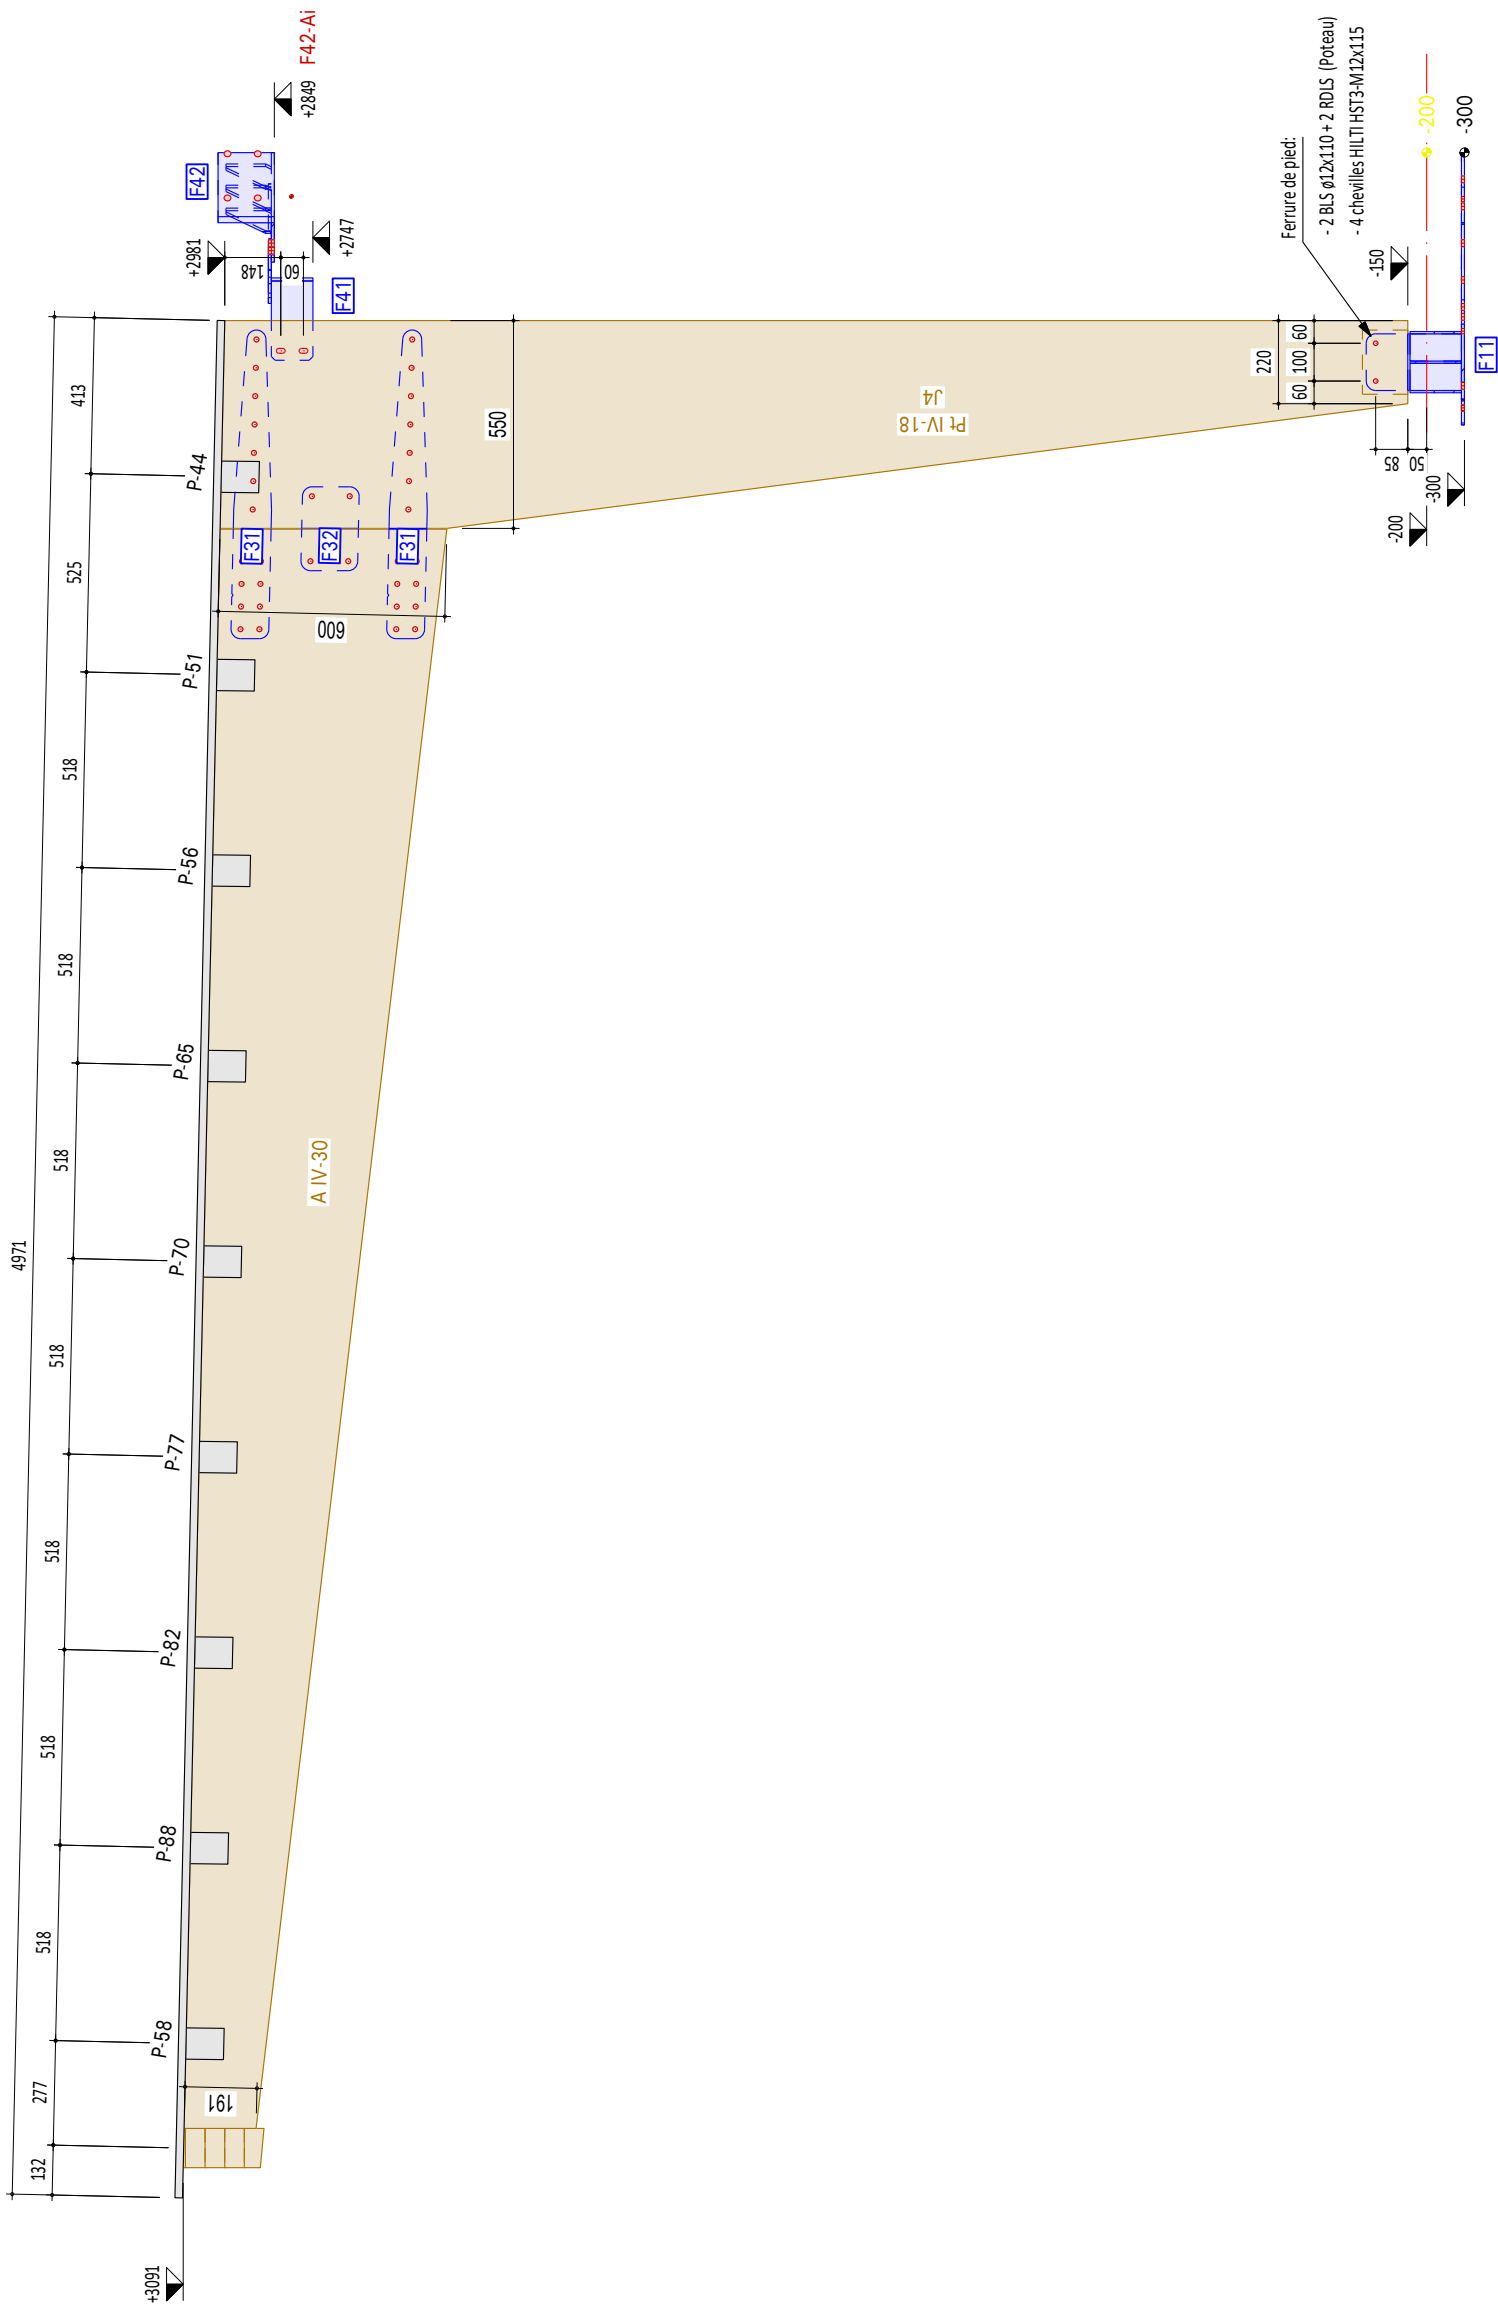 F42-Ai
+2849
F42
+2981
+2747
148
60
F41
4971
413
525
518
518
518
518
518
518
518
277
132
P-44
P-51
P-56
P-65
P-70
P-77
P-82
P-88
P-58
F31
F32
F31
550
600
191
A IV-30
Pt IV-18
J4
+3091
Ferrure de pied:
- 2 BLS ø12x110 + 2 RDLS (Poteau)
- 4 chevilles HILTI HST3-M12x115
-200
-300
-150
220
60
100
60
85
50
-300
-200
F11